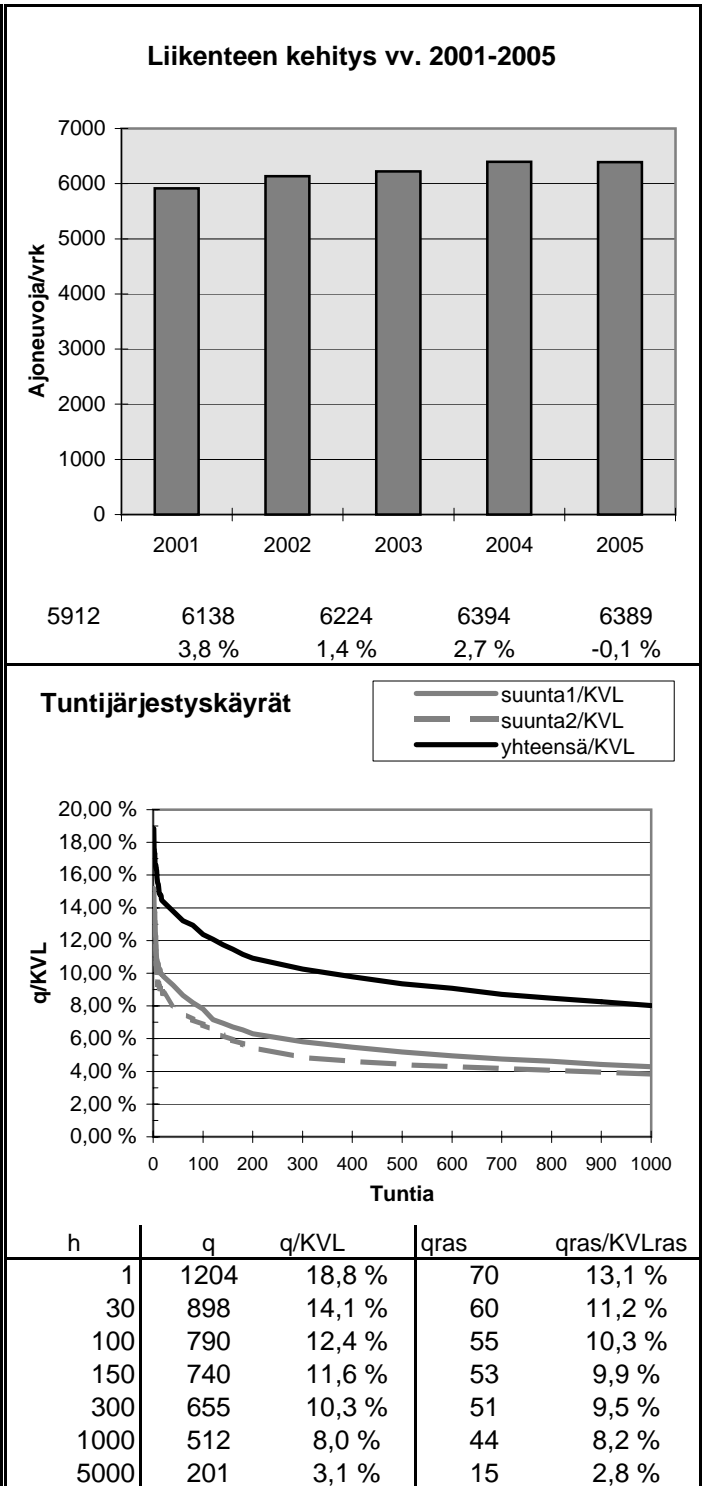 Liikenteen kehitys vv. 2001-2005
Ajoneuvoja/vrk
7000
6000
5000
4000
3000
2000
1000
0
2001 2002 2003 2004 2005
5912 6138 6224 6394 6389
3,8 % 1,4 % 2,7 % -0,1 %
Tuntijärjestyskäyrät
suunta1/KVL
suunta2/KVL
yhteensä/KVL
q/KVL
20,00 %
18,00 %
16,00 %
14,00 %
12,00 %
10,00 %
8,00 %
6,00 %
4,00 %
2,00 %
0,00 %
0 100 200 300 400 500 600 700 800 900 1000
Tuntia
h q q/KVL qras qras/KVLras
1 1204 18,8 % 70 13,1 %
30 898 14,1 % 60 11,2 %
100 790 12,4 % 55 10,3 %
150 740 11,6 % 53 9,9 %
300 655 10,3 % 51 9,5 %
1000 512 8,0 % 44 8,2 %
5000 201 3,1 % 15 2,8 %